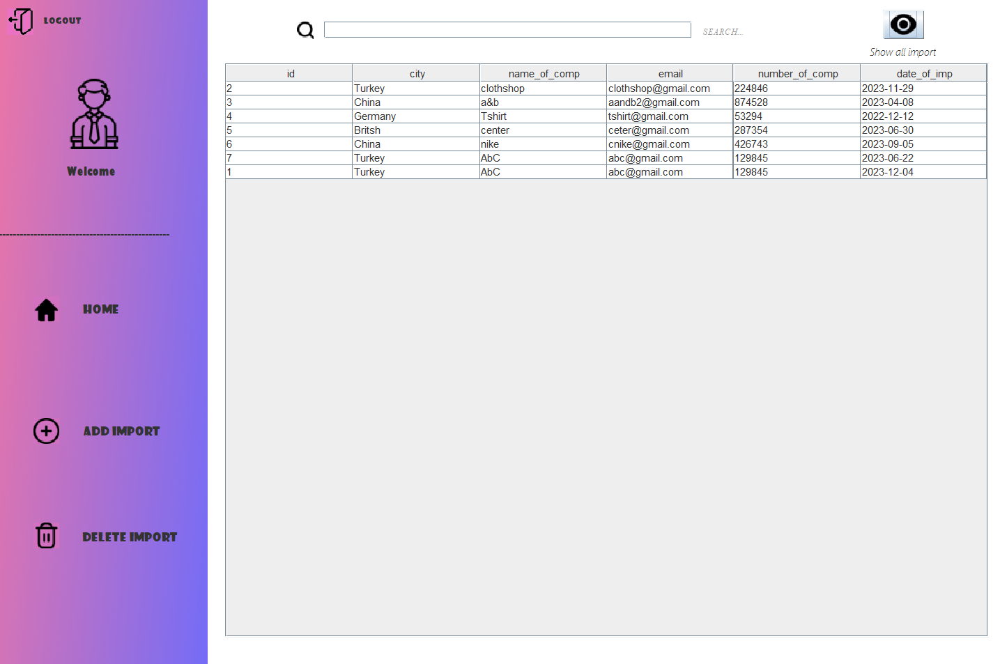 LOGOUT
Welcome
------------------------------------------------
HOME
ADD IMPORT
DELETE IMPORT
SEARCH...
Show all import
id city name_of_comp email number_of_comp date_of_imp
2 Turkey clothshop clothshop@gmail.com 224846 2023-11-29
3 China a&b aandb2@gmail.com 874528 2023-04-08
4 Germany Tshirt tshirt@gmail.com 53294 2022-12-12
5 Britsh center ceter@gmail.com 287354 2023-06-30
6 China nike cnike@gmail.com 426743 2023-09-05
7 Turkey AbC abc@gmail.com 129845 2023-06-22
1 Turkey AbC abc@gmail.com 129845 2023-12-04